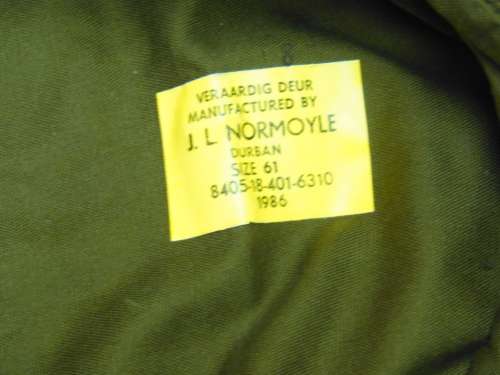 VERAARDIG DEUR
MANUFACTURED BY
J. L. NORMOYLE
DURBAN
SIZE 61
8405-18-401-6310
1986